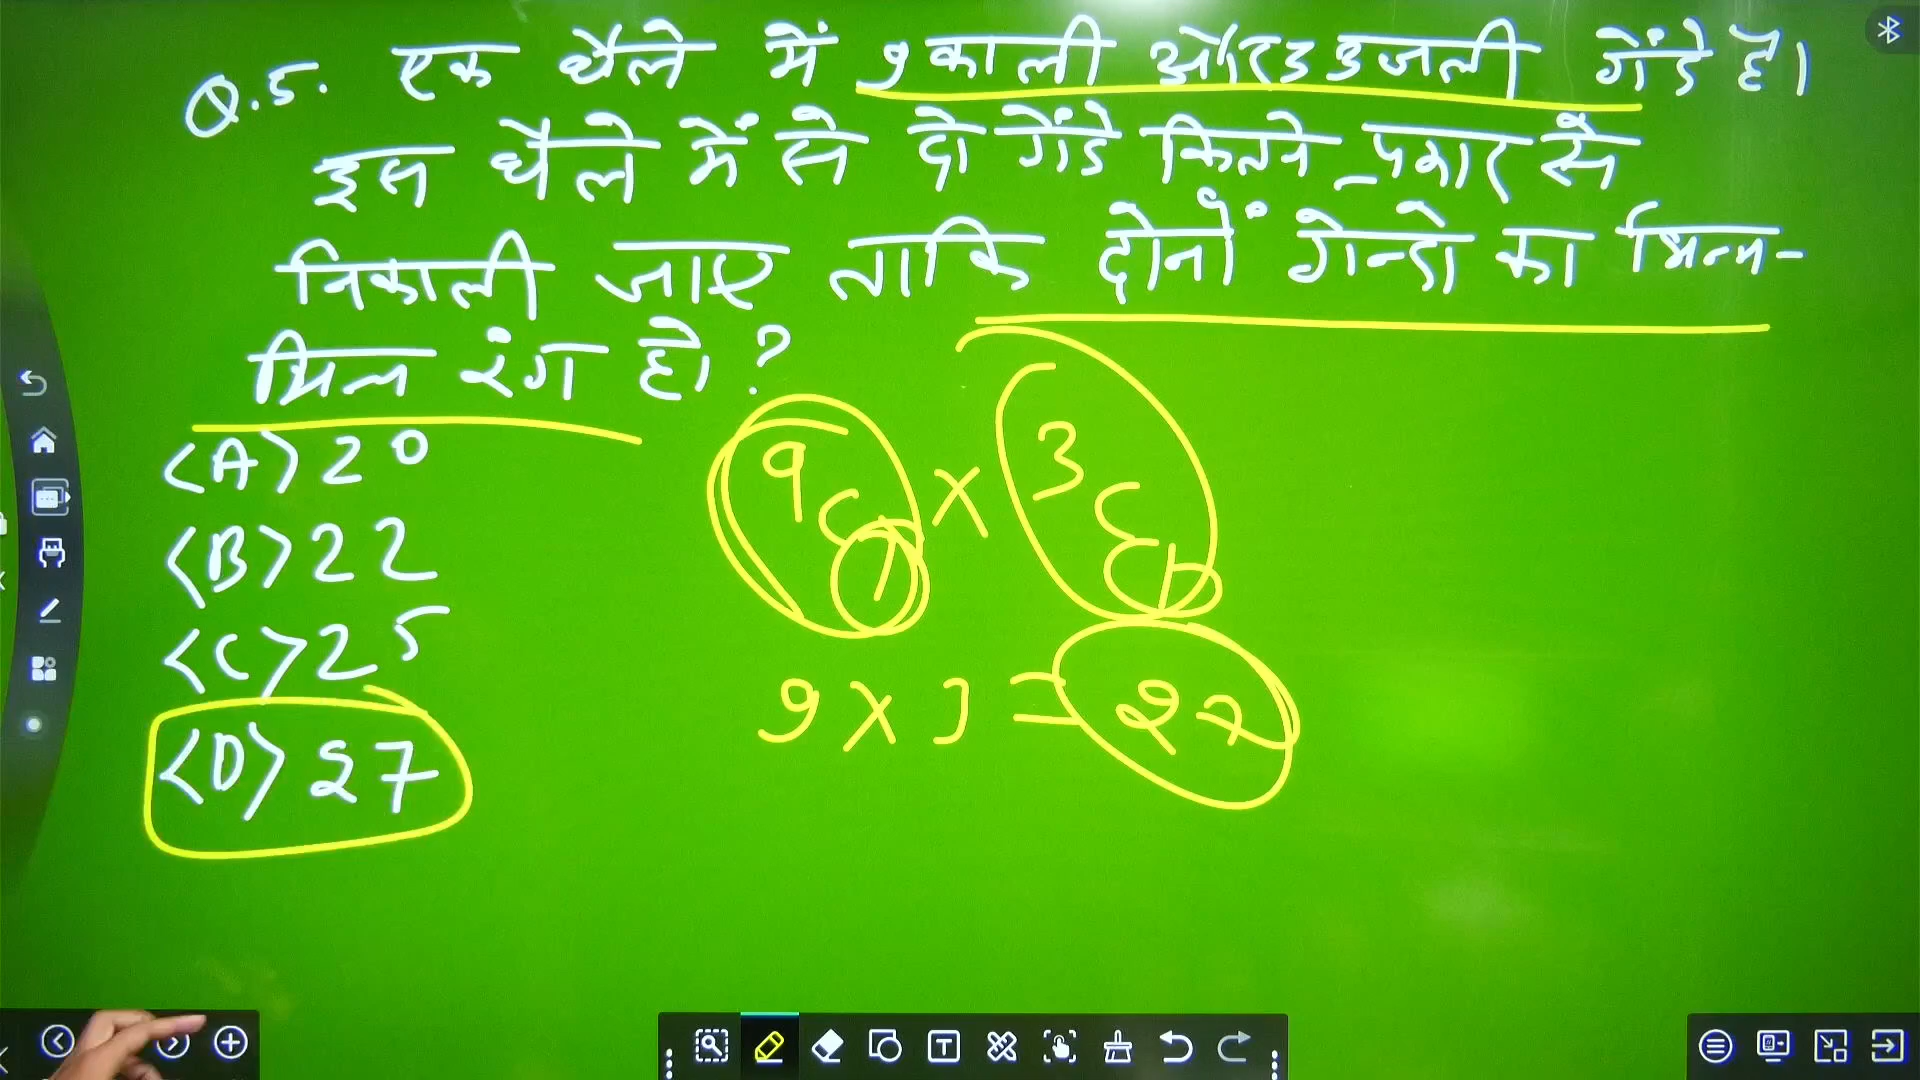 Q.5. एक थैले में 9 काली और 3 उजली गेंदे है।
इस थैले में से दो गेंदे कितने प्रकार से
निकाली जाए ताकि दोनों गेन्दो का भिन्न-
भिन्न रंग हो?
<A> 20
<B> 22
<C> 25
<D> 27
9C1 × 3C1
9 × 3 = 27